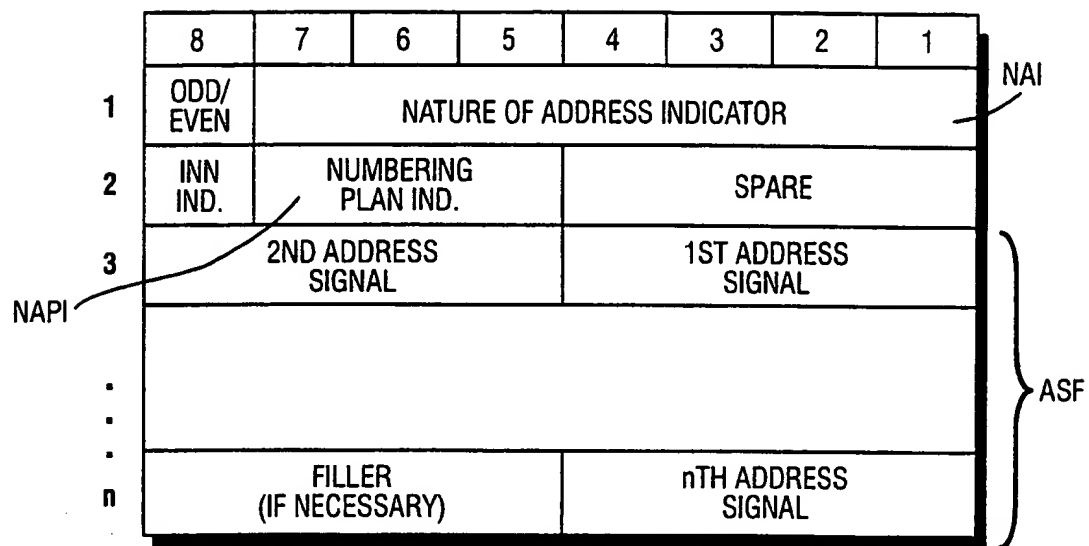 8 7 6 5 4 3 2 1
NAI
1 ODD/ EVEN NATURE OF ADDRESS INDICATOR
2 INN IND. NUMBERING PLAN IND. SPARE
3 2ND ADDRESS SIGNAL 1ST ADDRESS SIGNAL
NAPI
ASF
.
.
.
n FILLER (IF NECESSARY) nTH ADDRESS SIGNAL